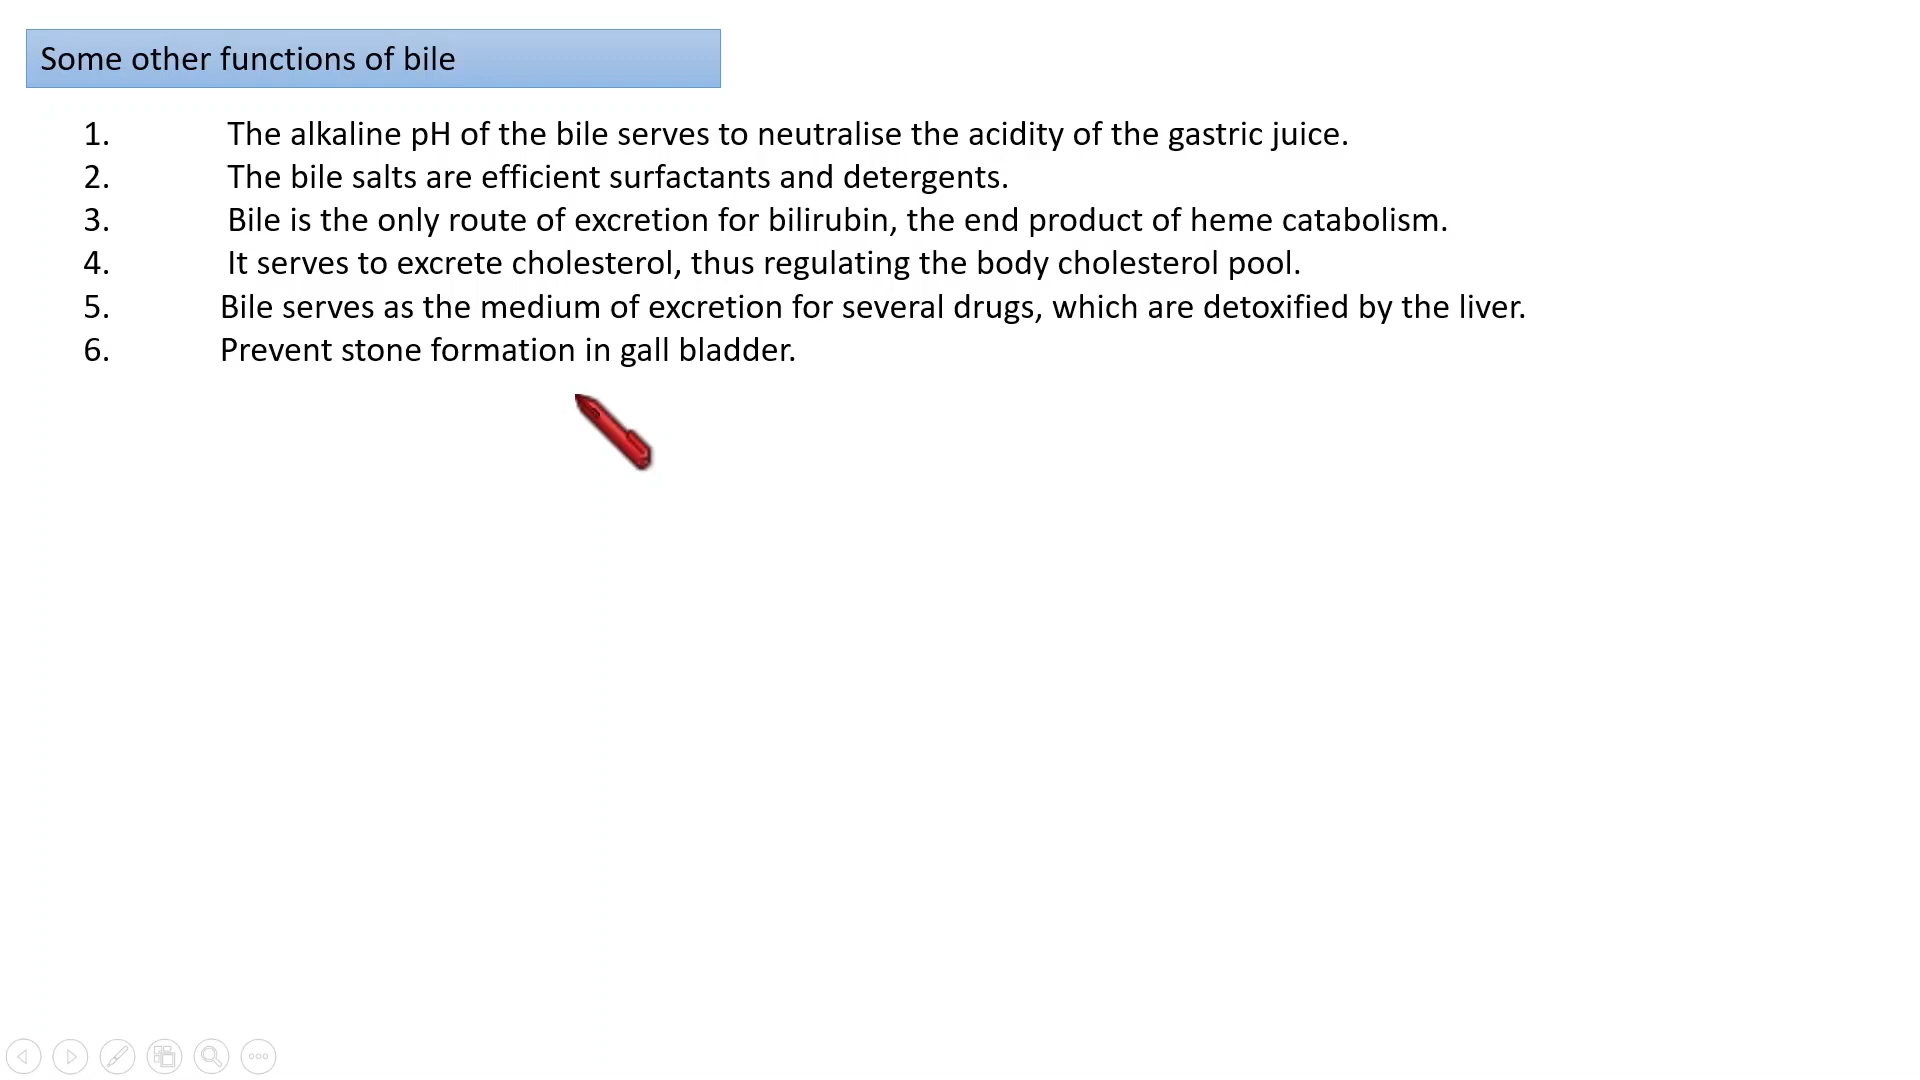 Some other functions of bile
1. The alkaline pH of the bile serves to neutralise the acidity of the gastric juice.
2. The bile salts are efficient surfactants and detergents.
3. Bile is the only route of excretion for bilirubin, the end product of heme catabolism.
4. It serves to excrete cholesterol, thus regulating the body cholesterol pool.
5. Bile serves as the medium of excretion for several drugs, which are detoxified by the liver.
6. Prevent stone formation in gall bladder.